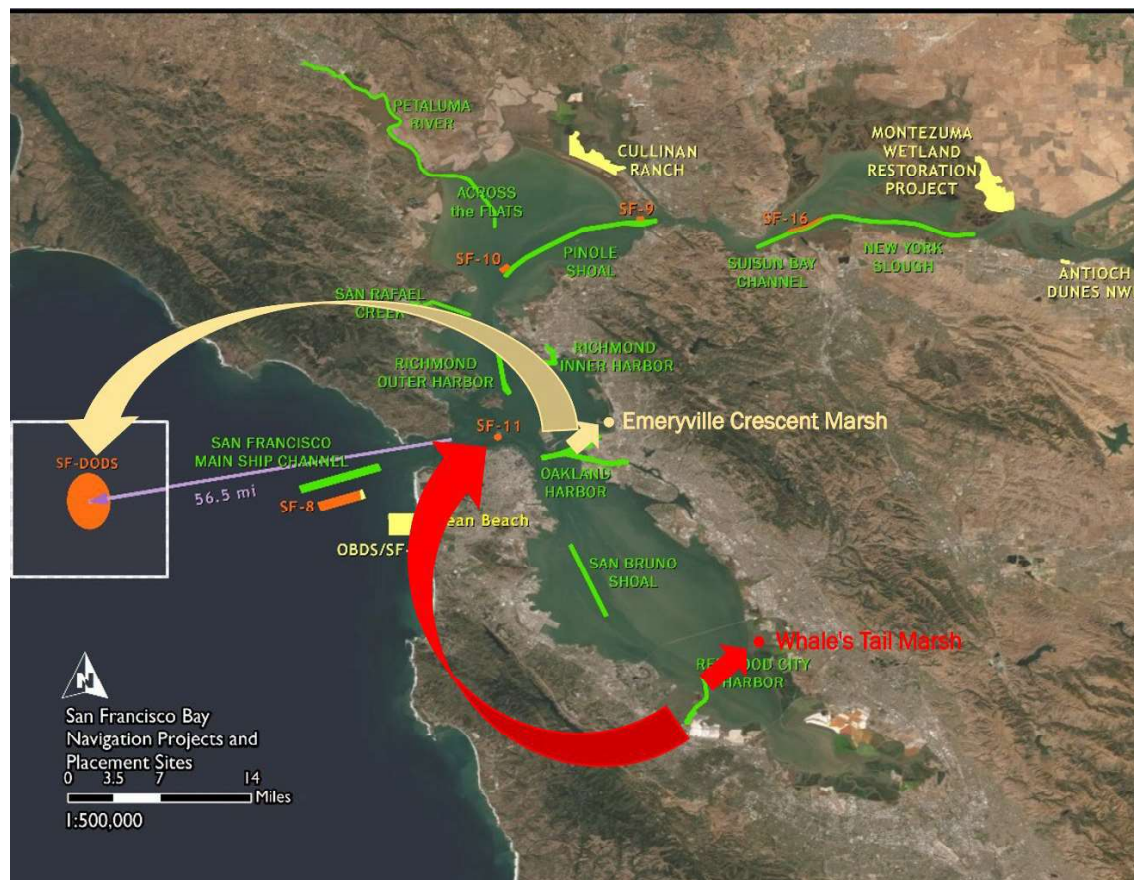 PETALUMA
RIVER
CULLINAN
RANCH
MONTEZUMA
WETLAND
RESTORATION
PROJECT
ACROSS
the FLATS
SF-9
SF-16
SF-10
PINOLE
SHOAL
SUISUN BAY
CHANNEL
NEW YORK
SLOUGH
ANTIOCH
DUNES NW
SAN RAFAEL
CREEK
RICHMOND
OUTER HARBOR
RICHMOND
INNER HARBOR
Emeryville Crescent Marsh
SF-11
SF-DODS
SAN FRANCISCO
MAIN SHIP CHANNEL
56.5 mi
SF-8
OAKLAND
HARBOR
Beach
OBDS/SF-
SAN BRUNO
SHOAL
Whale's Tail Marsh
CITY
HARBOR
N
San Francisco Bay
Navigation Projects and
Placement Sites
0 3.5 7 14
Miles
1:500,000